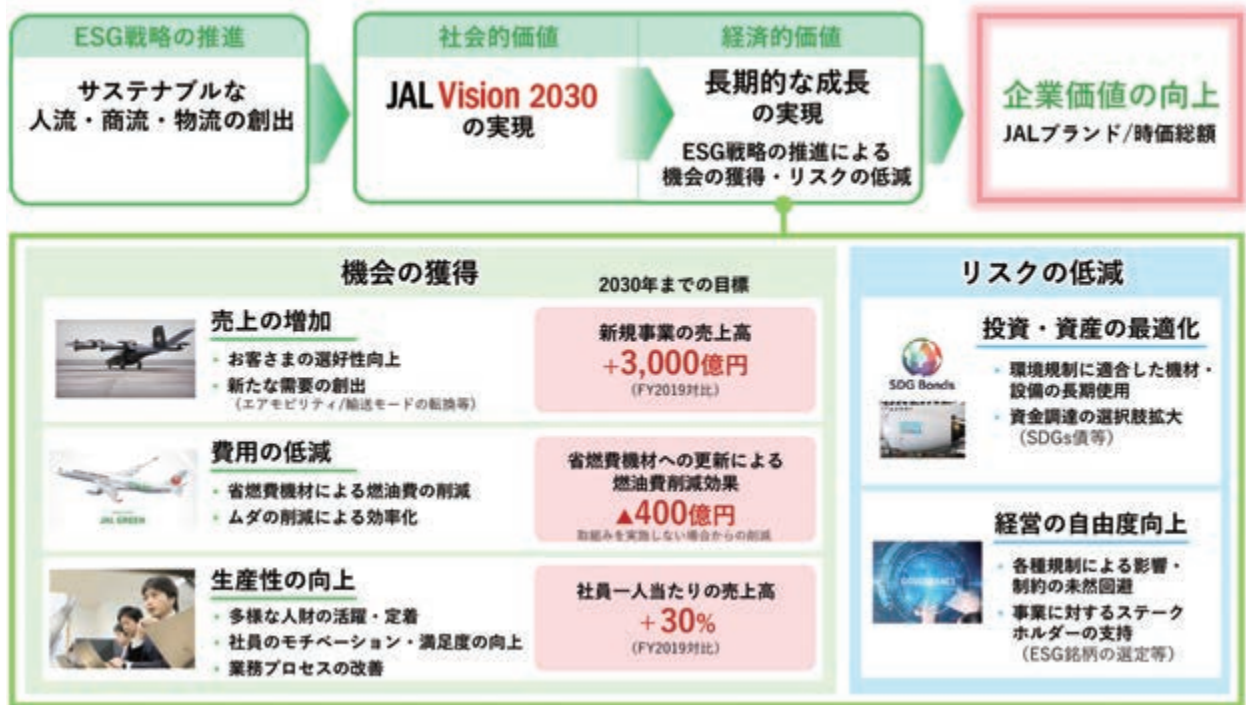 ESG戦略の推進
サステナブルな
人流・商流・物流の創出
社会的価値
JAL Vision 2030
の実現
経済的価値
長期的な成長
の実現
ESG戦略の推進による
機会の獲得・リスクの低減
企業価値の向上
JALブランド/時価総額
機会の獲得
2030年までの目標
売上の増加
・お客さまの選好性向上
・新たな需要の創出
（エアモビリティ/輸送モードの転換等）
新規事業の売上高
+3,000億円
(FY2019対比)
費用の低減
・省燃費機材による燃油費の削減
・ムダの削減による効率化
JAL GREEN
省燃費機材への更新による
燃油費削減効果
▲400億円
取組みを実施しない場合からの削減
生産性の向上
・多様な人財の活躍・定着
・社員のモチベーション・満足度の向上
・業務プロセスの改善
社員一人当たりの売上高
+30%
(FY2019対比)
リスクの低減
投資・資産の最適化
SDG Bonds
・環境規制に適合した機材・
設備の長期使用
・資金調達の選択肢拡大
（SDGs債等）
経営の自由度向上
・各種規制による影響・
制約の未然回避
・事業に対するステーク
ホルダーの支持
（ESG銘柄の選定等）